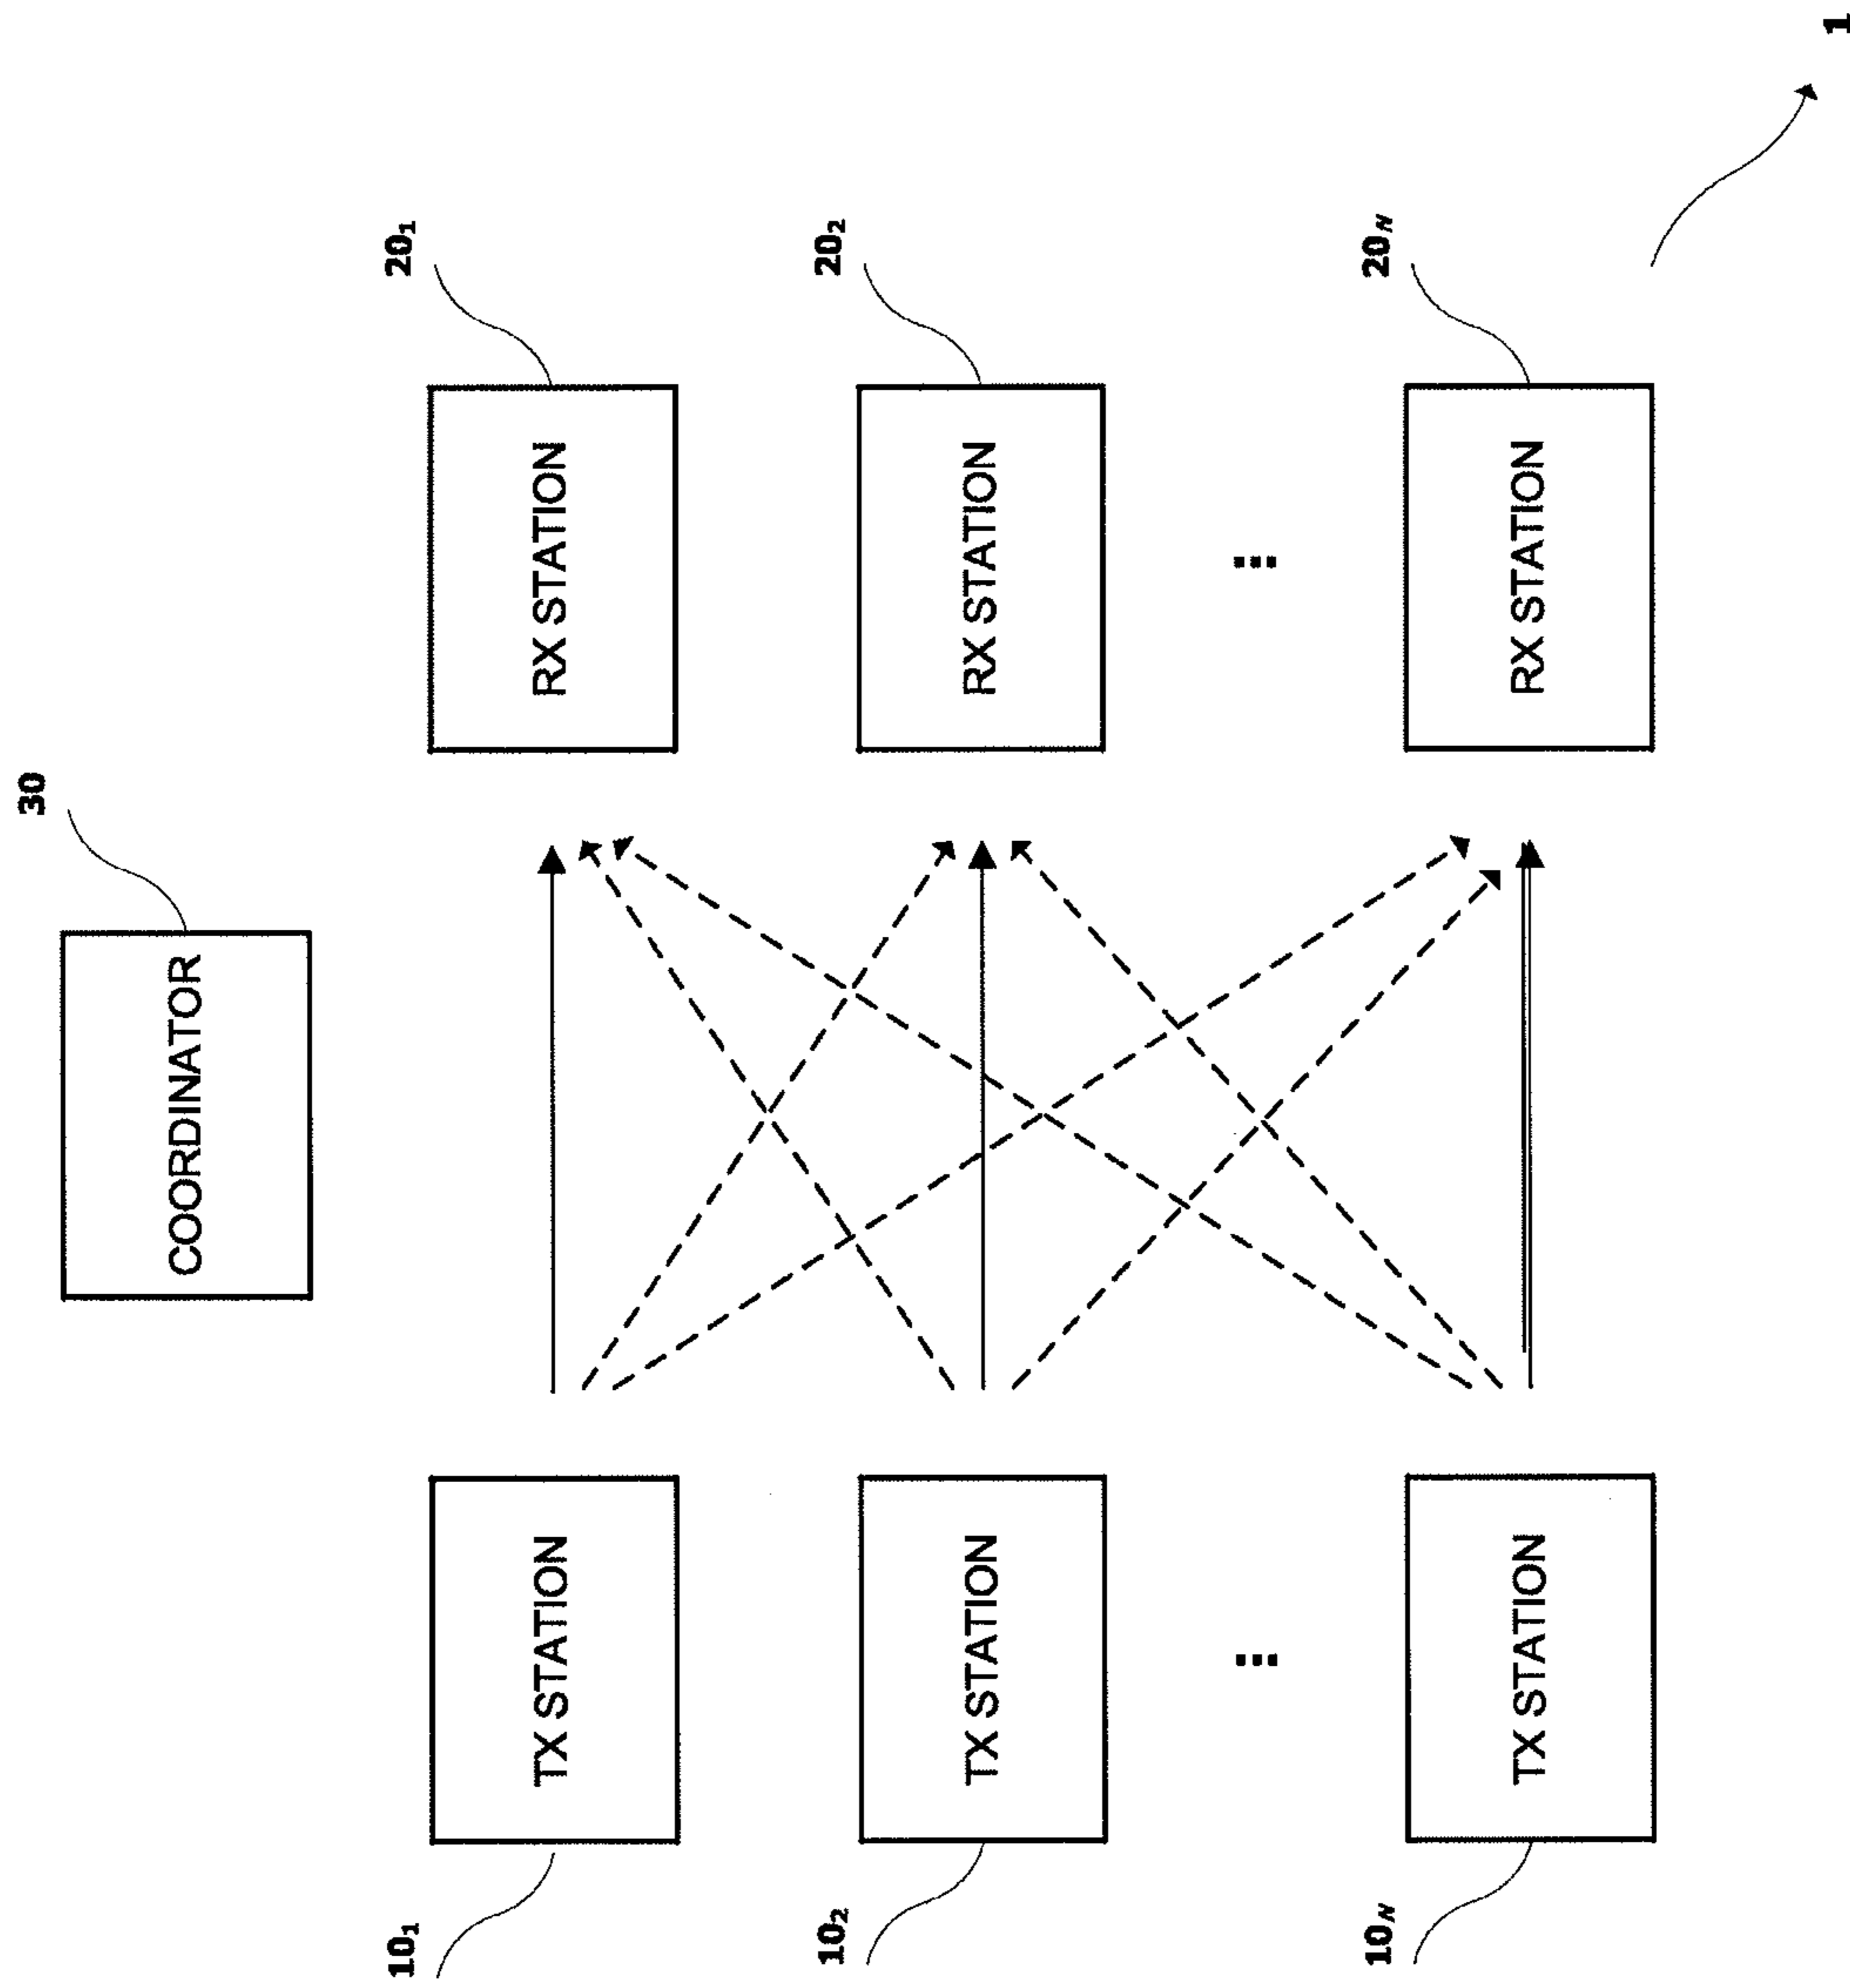 30
COORDINATOR
10₁
TX STATION
RX STATION
20₁
10₂
TX STATION
RX STATION
20₂
⋮
⋮
10N
TX STATION
RX STATION
20N
1